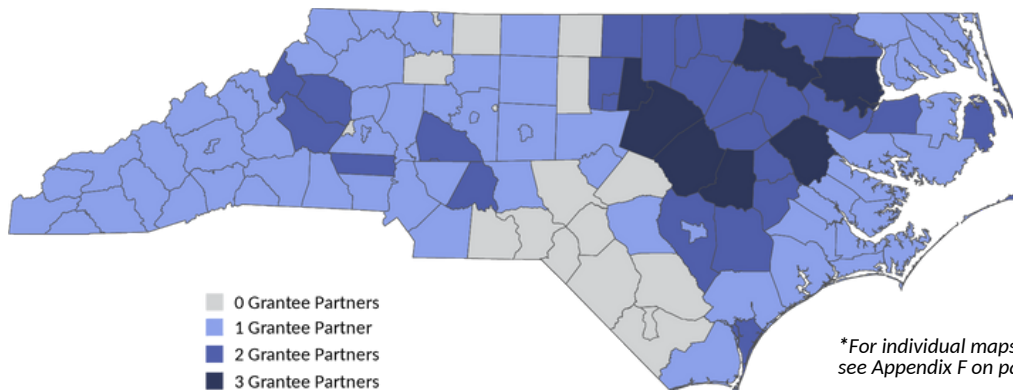 0 Grantee Partners
1 Grantee Partner
2 Grantee Partners
3 Grantee Partners
*For individual maps
see Appendix F on